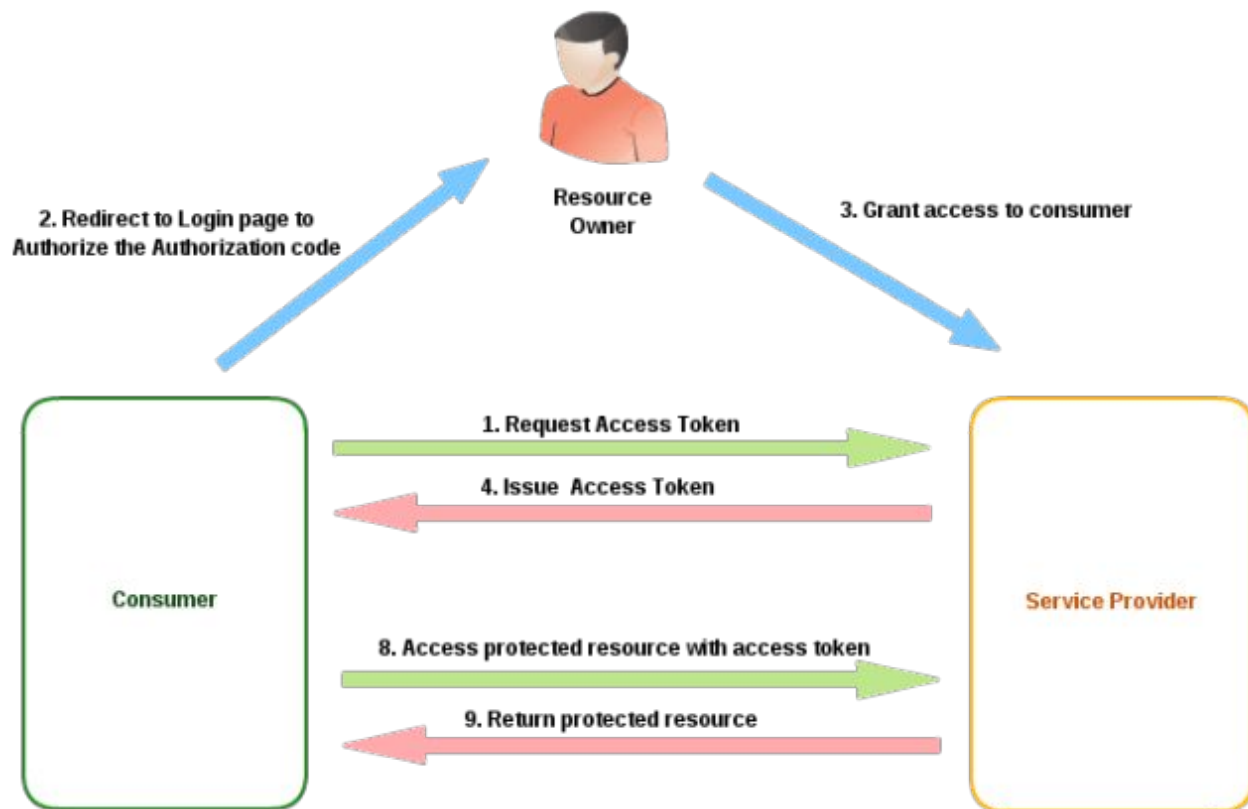 Resource
Owner
2. Redirect to Login page to
Authorize the Authorization code
3. Grant access to consumer
1. Request Access Token
4. Issue Access Token
Consumer
Service Provider
8. Access protected resource with access token
9. Return protected resource